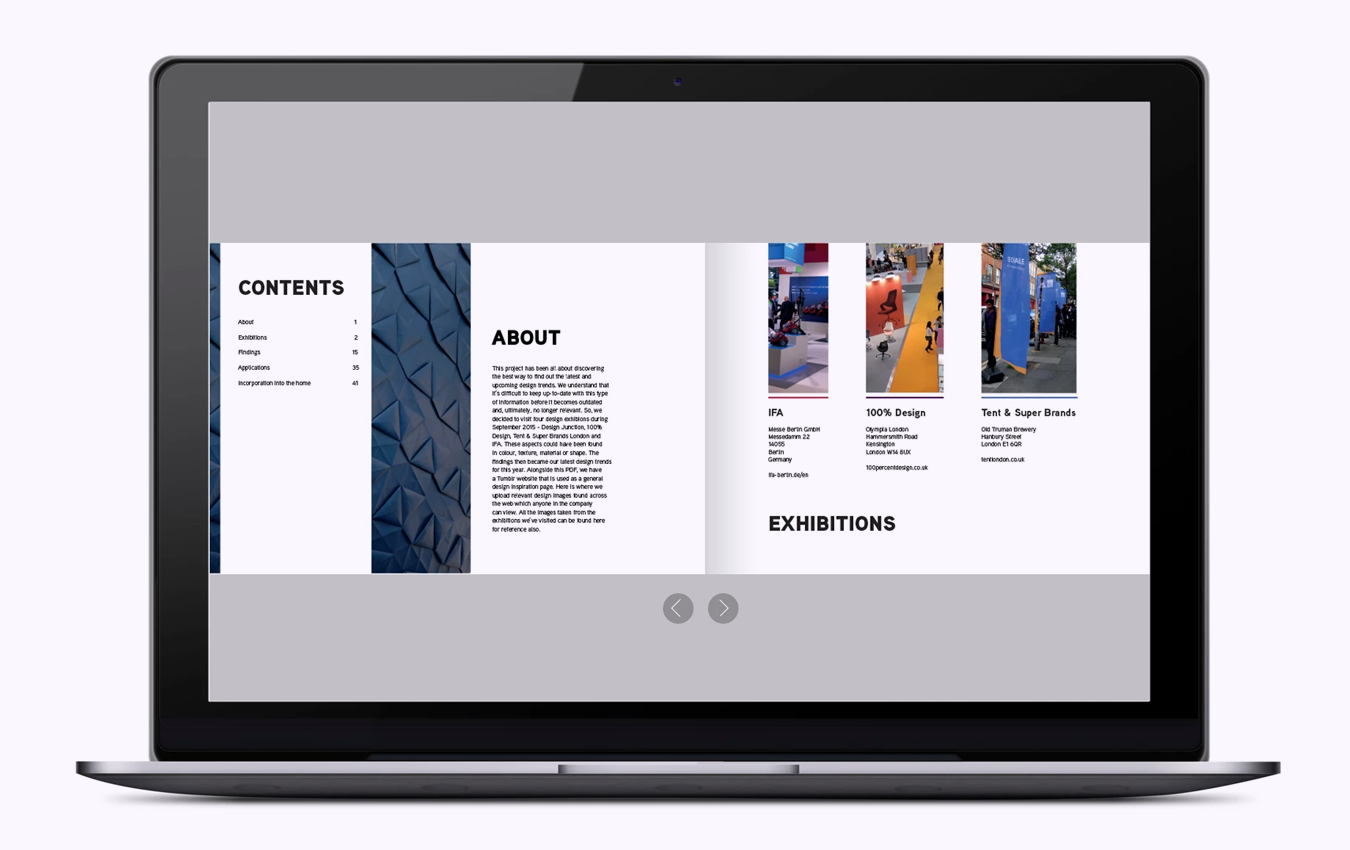 CONTENTS
About 1
Exhibitions 2
Findings 15
Applications 35
Incorporation into the home 41
ABOUT
This project has been all about discovering
the best way to find out the latest and
upcoming design trends. We understand that
it's difficult to keep up-to-date with this type
of information before it becomes outdated
and, ultimately, no longer relevant. So, we
decided to visit four design exhibitions during
September 2015 - Design Junction, 100%
Design, Tent & Super Brands London and
IFA. These aspects could have been found
in colour, texture, material or shape. The
findings then became our latest design trends
for this year. Alongside this PDF, we have
a Tumblr website that is used as a general
design inspiration page. Here is where we
upload relevant design images found across
the web which anyone in the company
can view. All the images taken from the
exhibitions we've visited can be found here
for reference also.
IFA
Messe Berlin GmbH
Messedamm 22
14055
Berlin
Germany
ifa-berlin.de/en
100% Design
Olympia London
Hammersmith Road
Kensington
London W14 8UX
100percentdesign.co.uk
Tent & Super Brands
Old Truman Brewery
Hanbury Street
London E1 6QR
tentlondon.co.uk
EXHIBITIONS